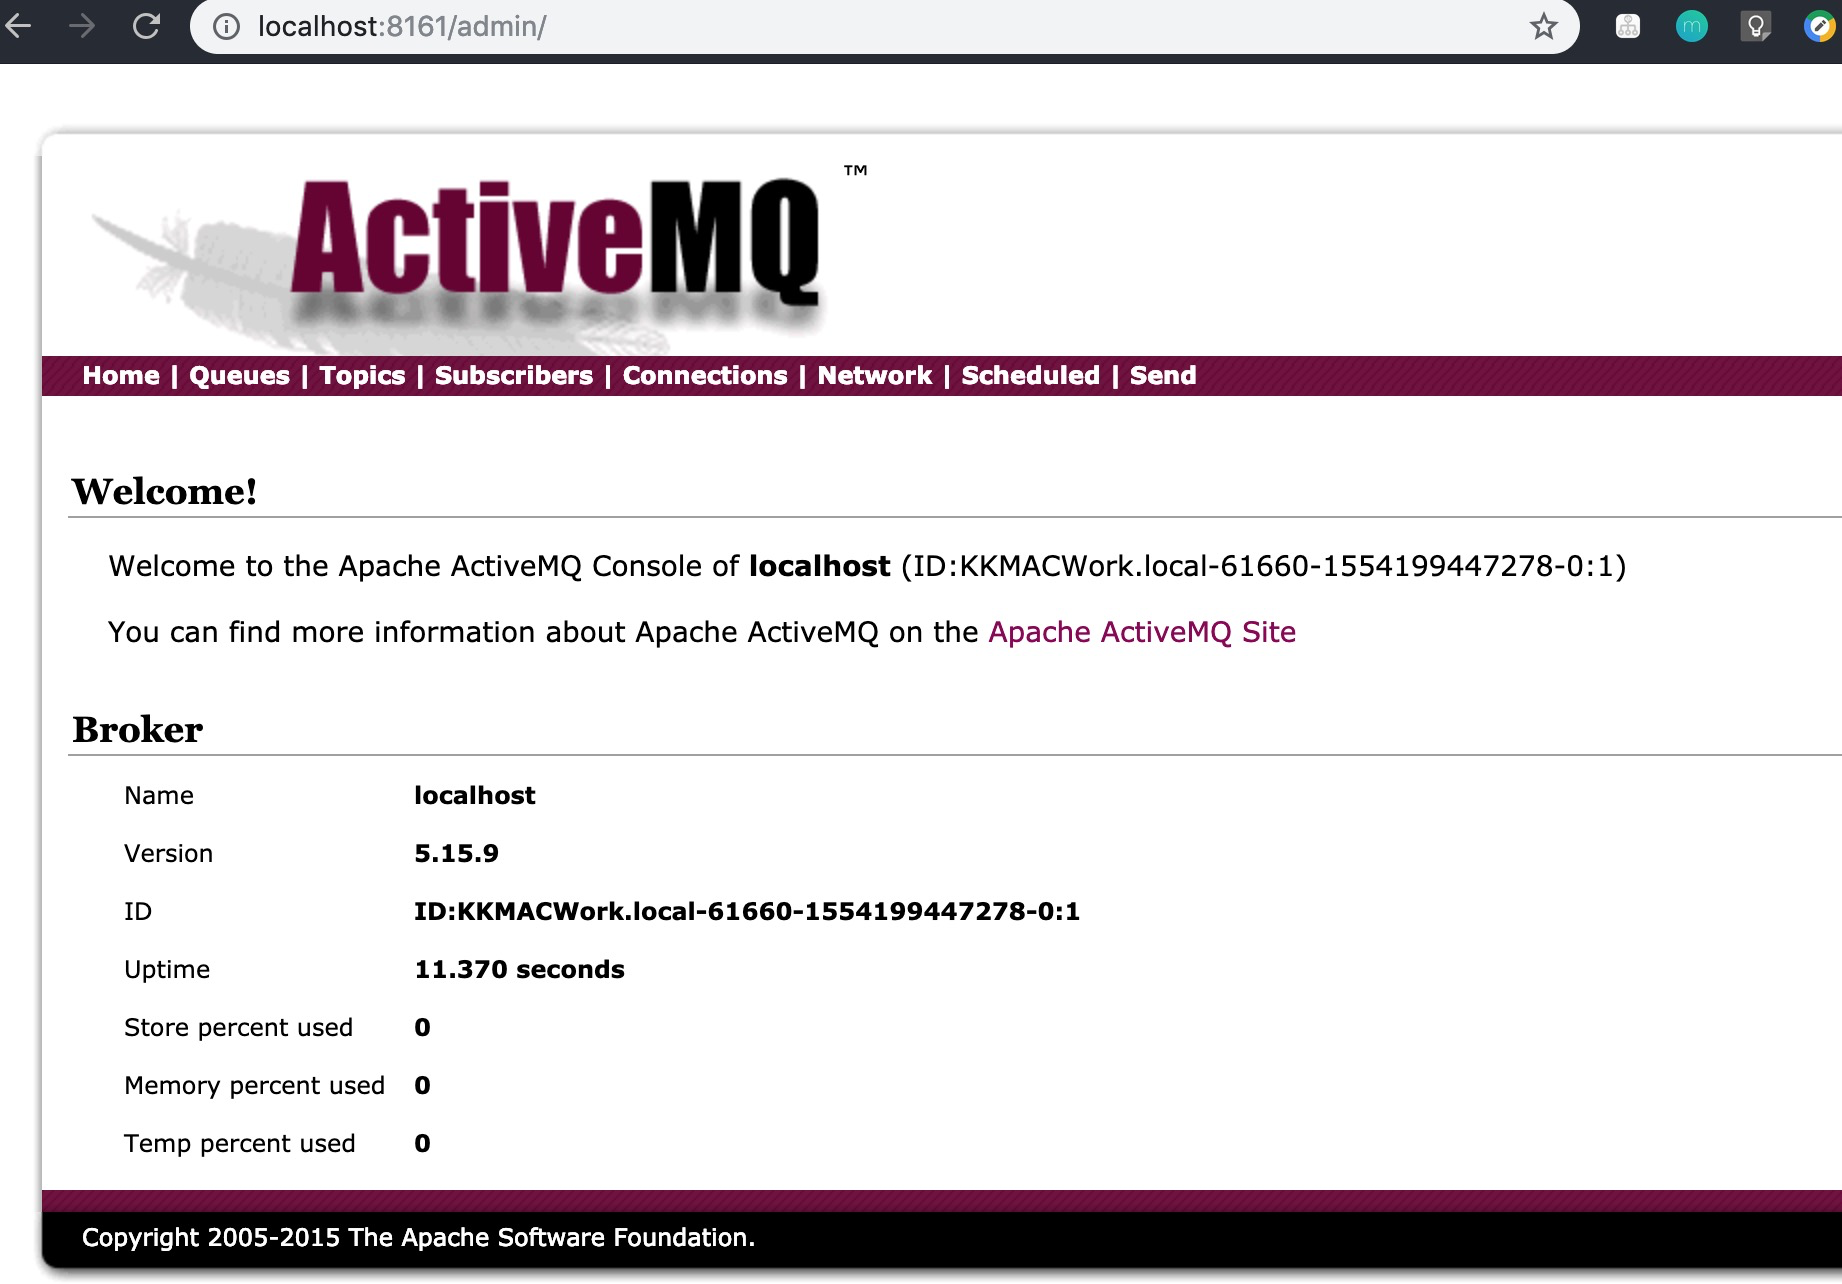 localhost:8161/admin/
m
ActiveMQ ™
Home | Queues | Topics | Subscribers | Connections | Network | Scheduled | Send
Welcome!
Welcome to the Apache ActiveMQ Console of localhost (ID:KKMACWork.local-61660-1554199447278-0:1)
You can find more information about Apache ActiveMQ on the Apache ActiveMQ Site
Broker
Name localhost
Version 5.15.9
ID ID:KKMACWork.local-61660-1554199447278-0:1
Uptime 11.370 seconds
Store percent used 0
Memory percent used 0
Temp percent used 0
Copyright 2005-2015 The Apache Software Foundation.